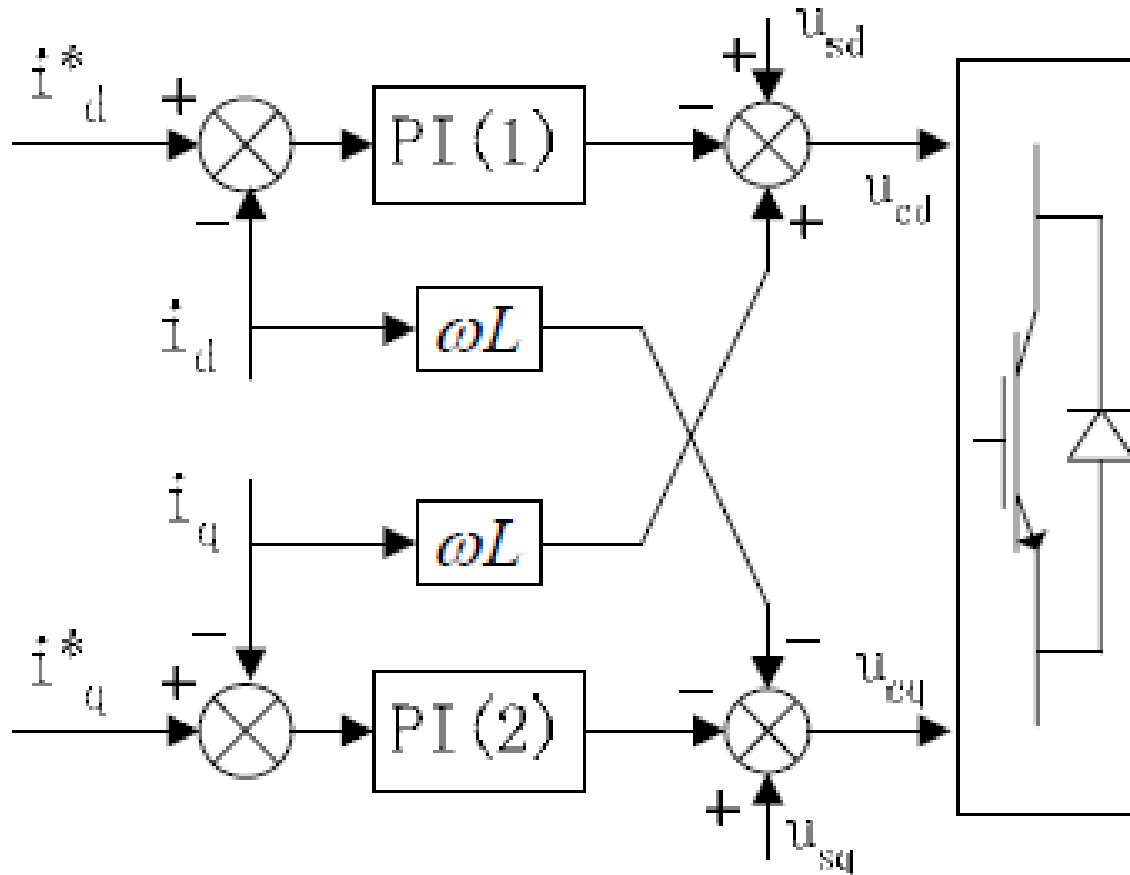 u_sd
i*_d
+
+
−
PI(1)
−
+
u_cd
i_d
ωL
i_q
ωL
−
−
i*_q
+
PI(2)
−
u_cq
+
u_sq